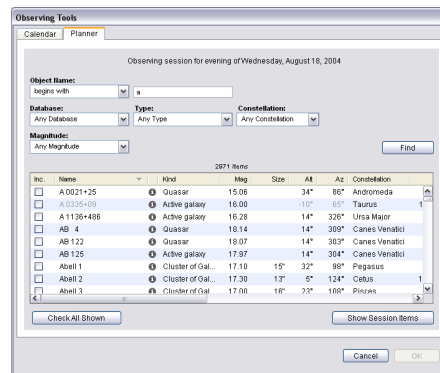 Observing Tools
Calendar Planner
Observing session for evening of Wednesday, August 18, 2004
Object Name:
begins with a
Database: Type: Constellation:
Any Database Any Type Any Constellation
Magnitude:
Any Magnitude
Find
2971 Items
Inc. Name Kind Mag Size Alt Az Constellation
A 0021+25 Quasar 15.06 34° 86° Andromeda
A 0335+09 Active galaxy 16.00 -10° 65° Taurus 1
A 1136+486 Active galaxy 16.28 14° 326° Ursa Major
AB 4 Quasar 18.14 14° 309° Canes Venatici
AB 122 Quasar 18.07 14° 303° Canes Venatici
AB 125 Active galaxy 17.97 14° 304° Canes Venatici
Abell 1 Cluster of Gal... 17.10 15" 32° 98° Pegasus
Abell 2 Cluster of Gal... 17.30 13" 5° 124° Cetus 1
Abell 3 Cluster of Gal... 17.00 16" 23° 108° Pisces
Check All Shown Show Session Items
Cancel OK